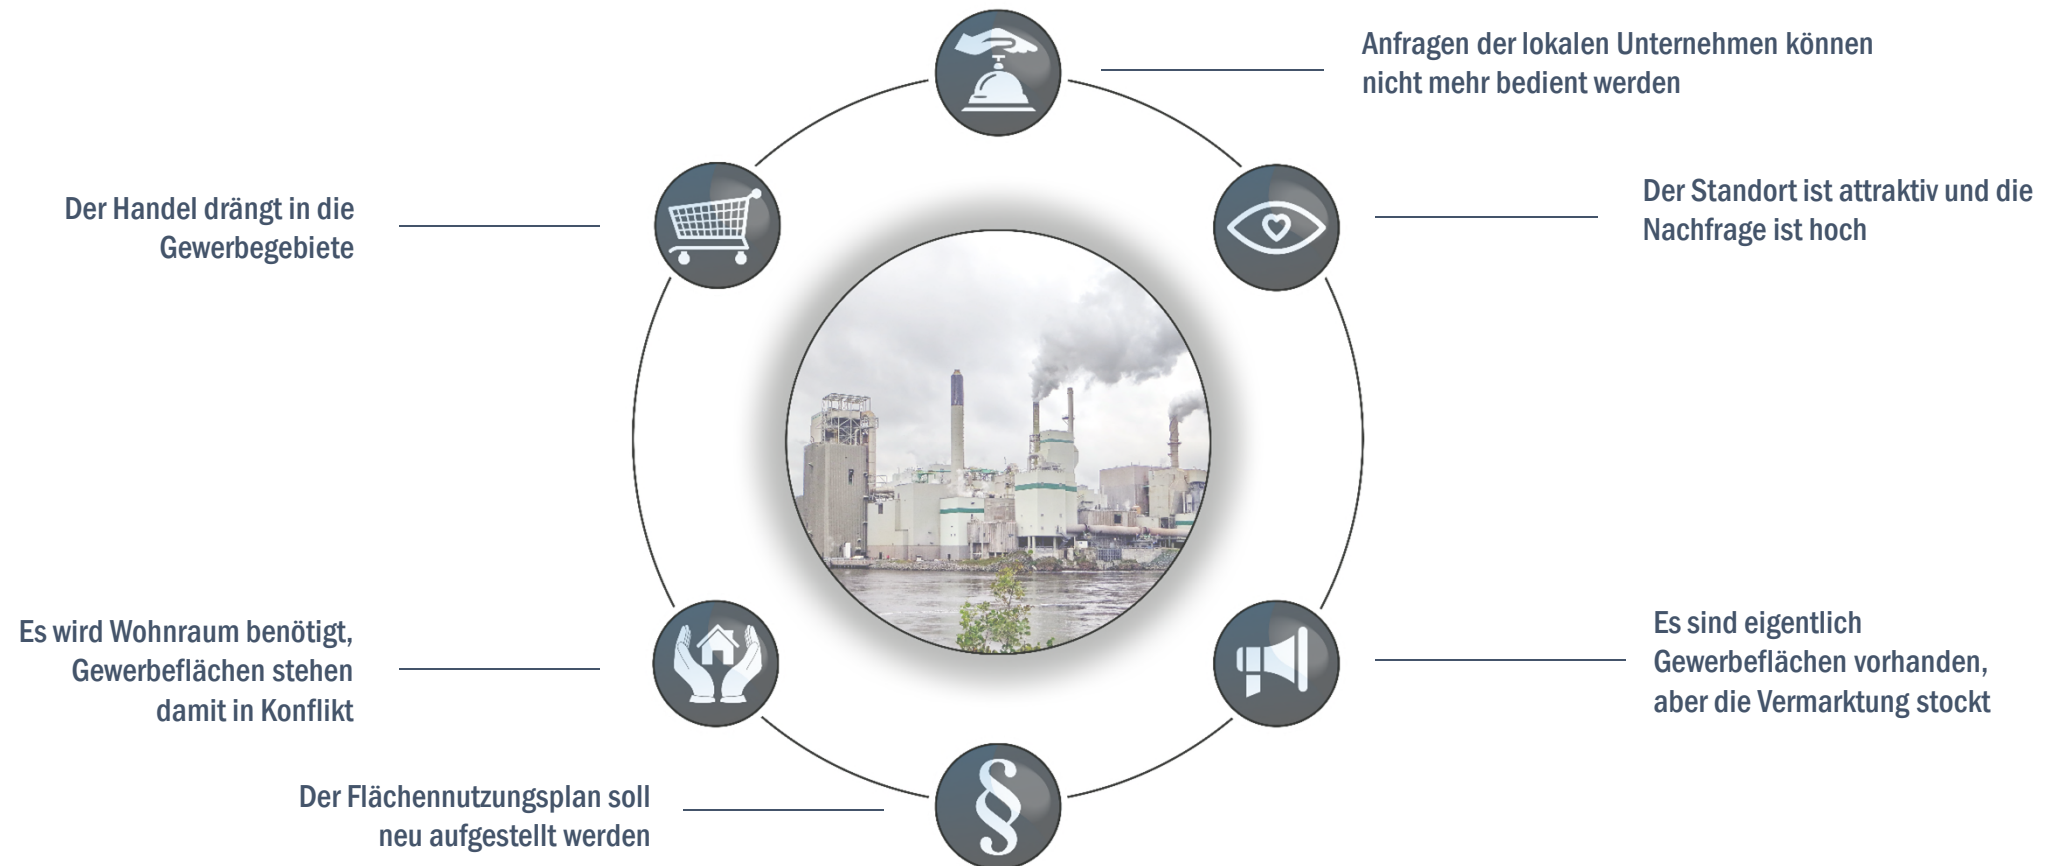 Anfragen der lokalen Unternehmen können
nicht mehr bedient werden
Der Standort ist attraktiv und die
Nachfrage ist hoch
Es sind eigentlich
Gewerbeflächen vorhanden,
aber die Vermarktung stockt
Der Flächennutzungsplan soll
neu aufgestellt werden
Es wird Wohnraum benötigt,
Gewerbeflächen stehen
damit in Konflikt
Der Handel drängt in die
Gewerbegebiete
§